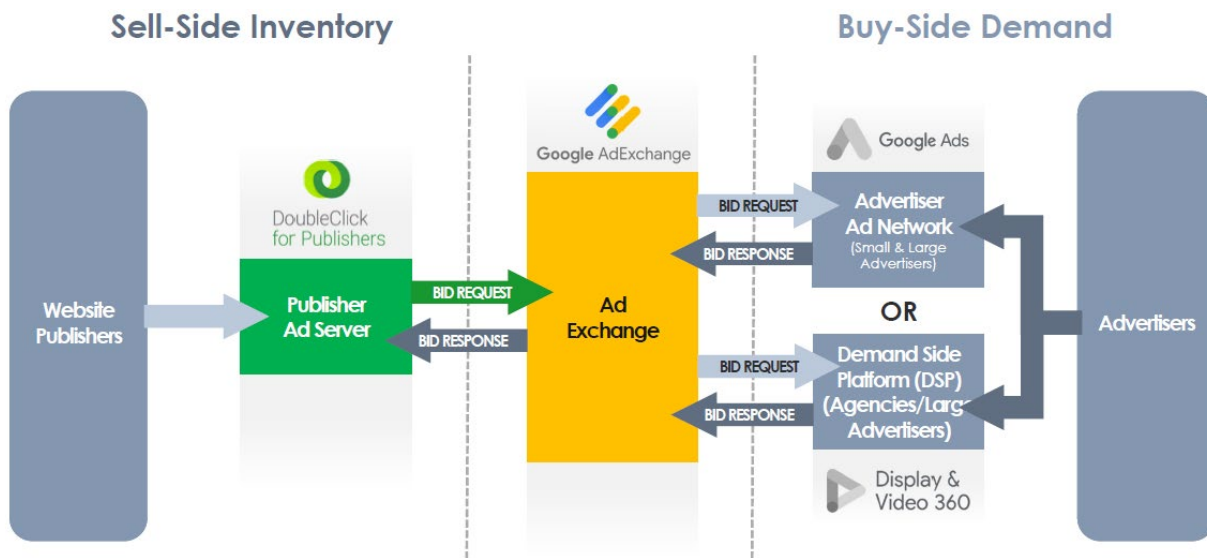 Sell-Side Inventory
Buy-Side Demand
Website
Publishers
DoubleClick
for Publishers
Publisher
Ad Server
BID REQUEST
BID RESPONSE
Google AdExchange
Ad
Exchange
BID REQUEST
BID RESPONSE
BID REQUEST
BID RESPONSE
Google Ads
Advertiser
Ad Network
(Small & Large
Advertisers)
OR
Demand Side
Platform (DSP)
(Agencies/Large
Advertisers)
Display &
Video 360
Advertisers